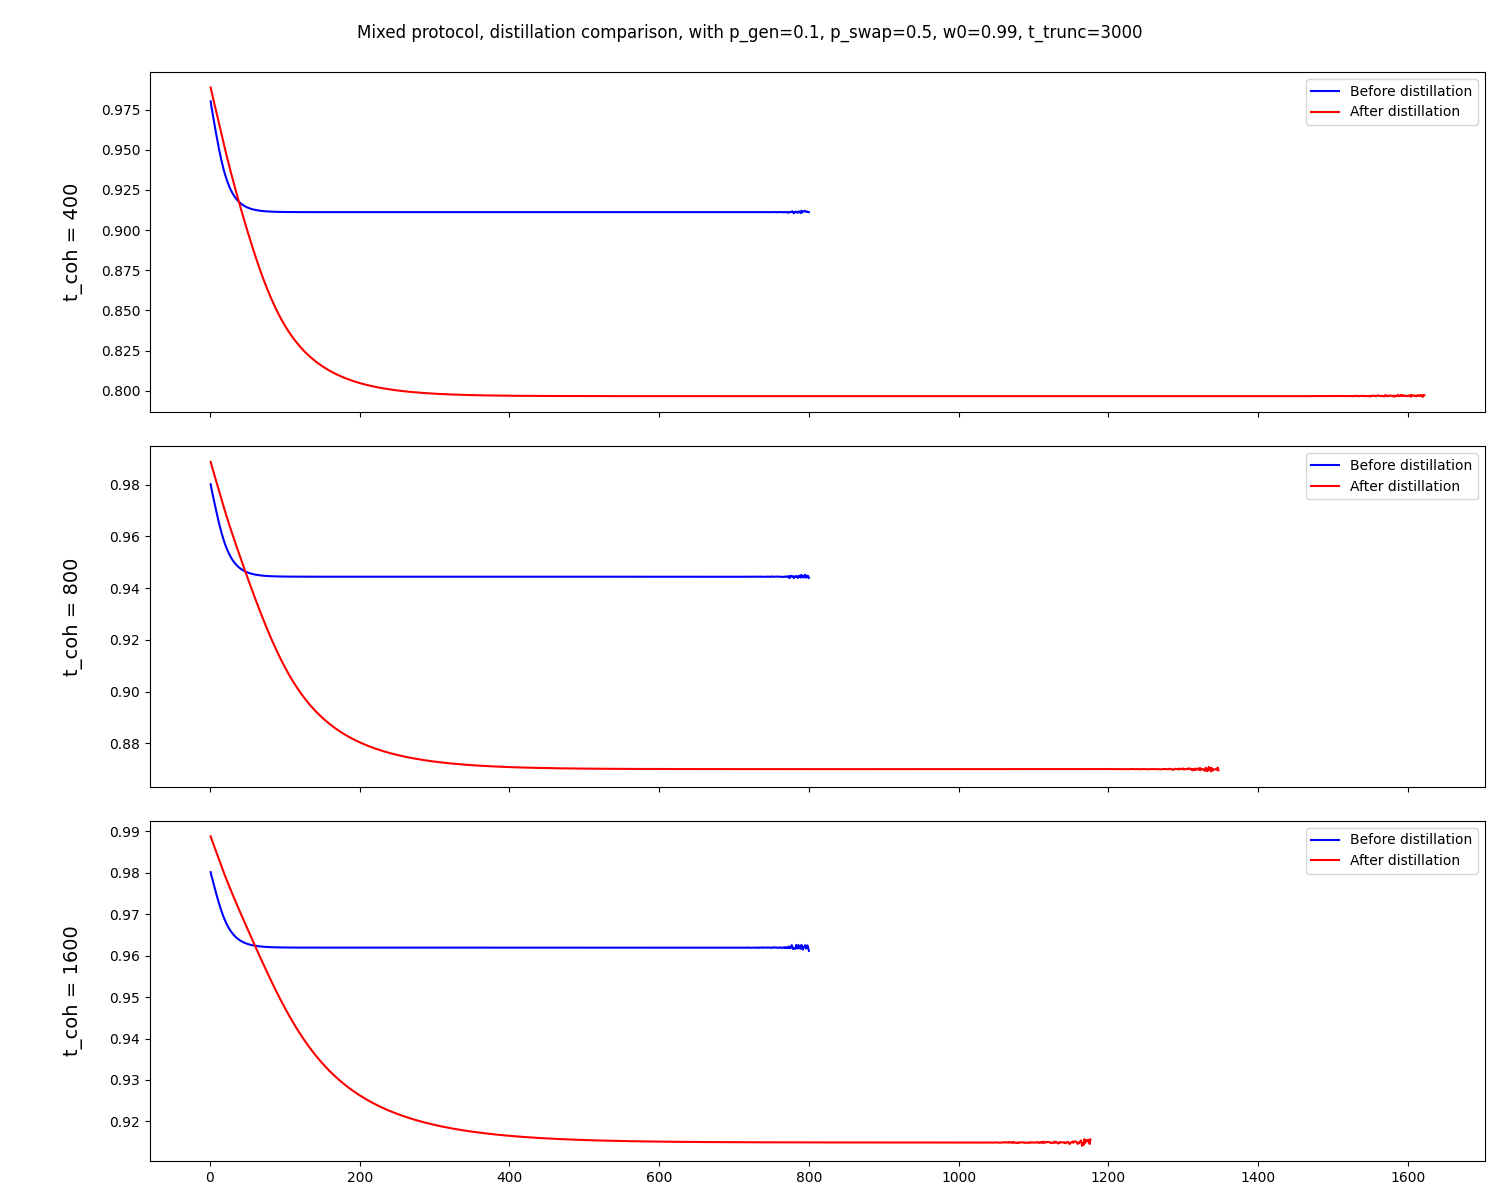 Mixed protocol, distillation comparison, with p_gen=0.1, p_swap=0.5, w0=0.99, t_trunc=3000
t_coh = 400
0.975
0.950
0.925
0.900
0.875
0.850
0.825
0.800
Before distillation
After distillation
t_coh = 800
0.98
0.96
0.94
0.92
0.90
0.88
Before distillation
After distillation
t_coh = 1600
0.99
0.98
0.97
0.96
0.95
0.94
0.93
0.92
Before distillation
After distillation
0 200 400 600 800 1000 1200 1400 1600